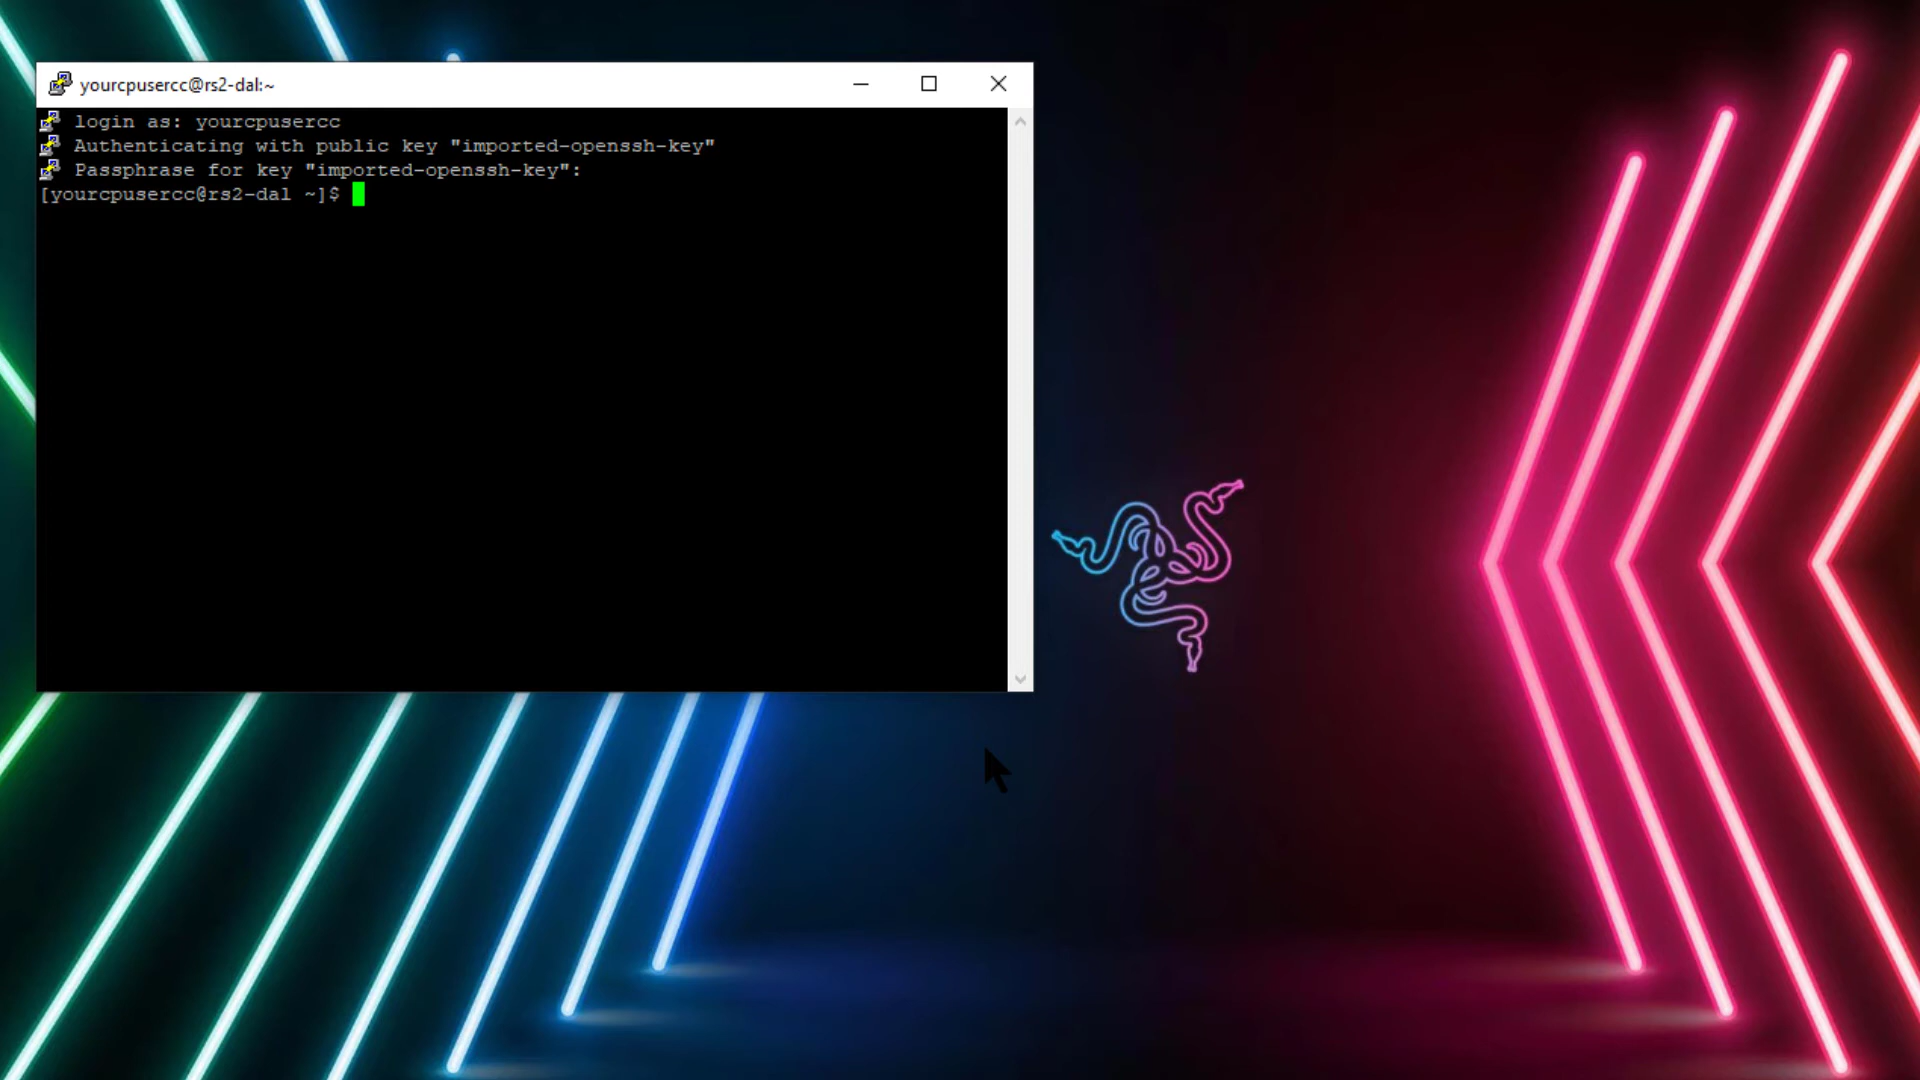 yourcpusercc@rs2-dal:~
login as: yourcpusercc
Authenticating with public key "imported-openssh-key"
Passphrase for key "imported-openssh-key":
[yourcpusercc@rs2-dal ~]$